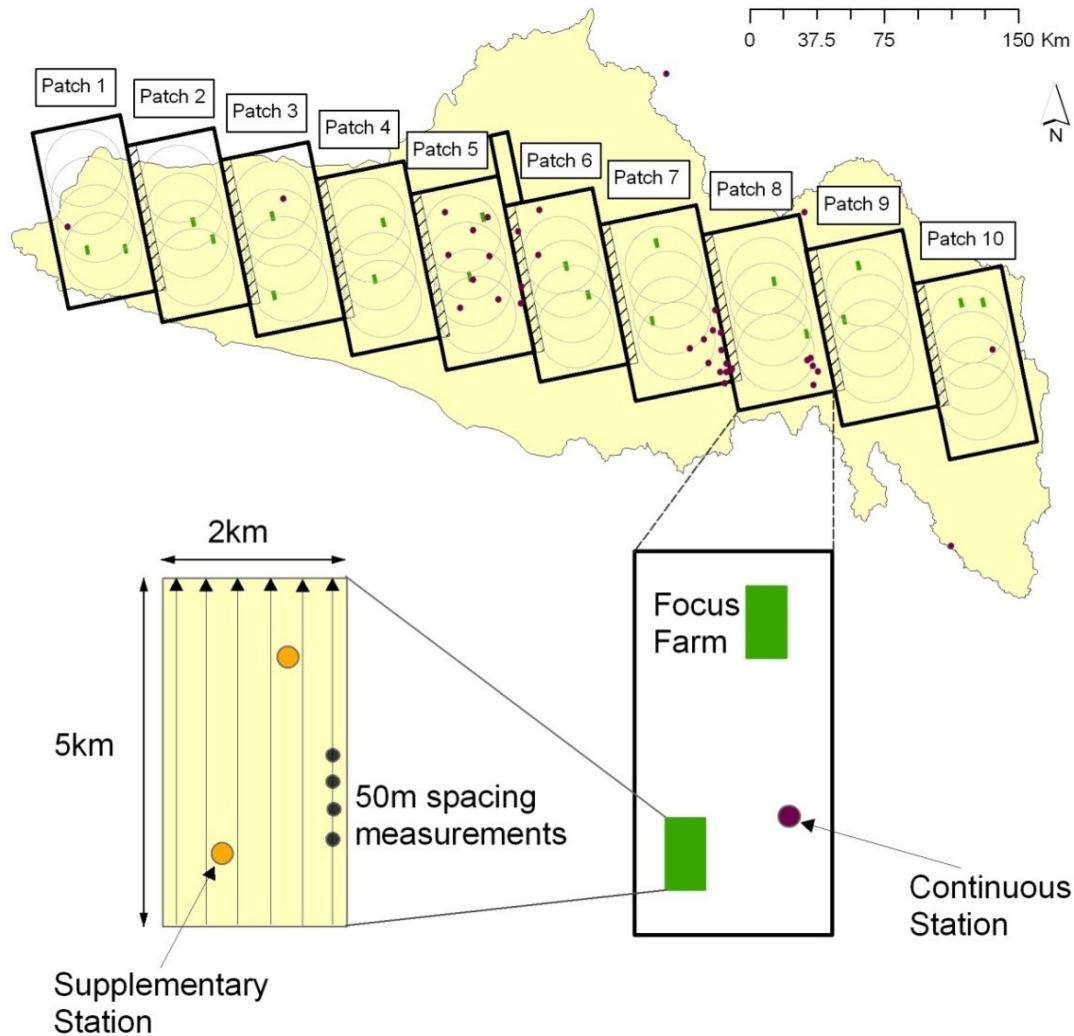 0 37.5 75 150 Km
N
Patch 1
Patch 2
Patch 3
Patch 4
Patch 5
Patch 6
Patch 7
Patch 8
Patch 9
Patch 10
2km
5km
50m spacing
measurements
Supplementary
Station
Focus
Farm
Continuous
Station